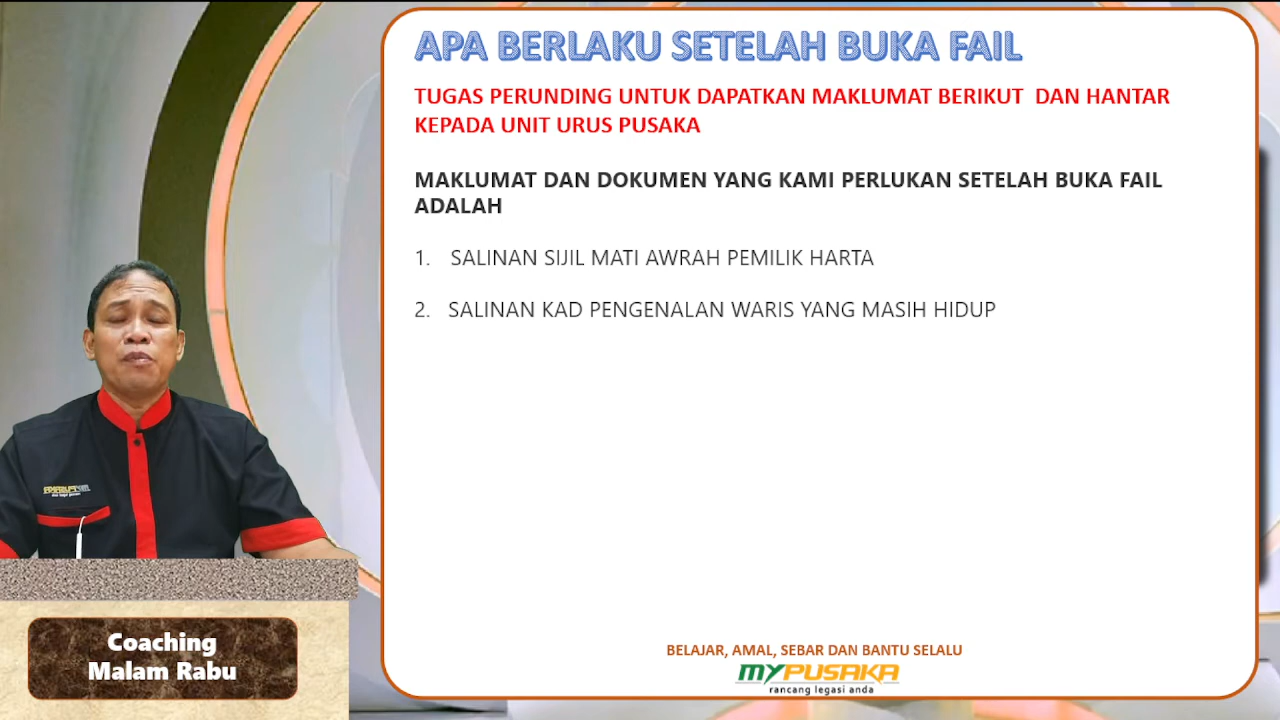 APA BERLAKU SETELAH BUKA FAIL
TUGAS PERUNDING UNTUK DAPATKAN MAKLUMAT BERIKUT DAN HANTAR
KEPADA UNIT URUS PUSAKA
MAKLUMAT DAN DOKUMEN YANG KAMI PERLUKAN SETELAH BUKA FAIL
ADALAH
1. SALINAN SIJIL MATI AWRAH PEMILIK HARTA
2. SALINAN KAD PENGENALAN WARIS YANG MASIH HIDUP
Coaching
Malam Rabu
BELAJAR, AMAL, SEBAR DAN BANTU SELALU
MYPUSAKA
rancang legasi anda